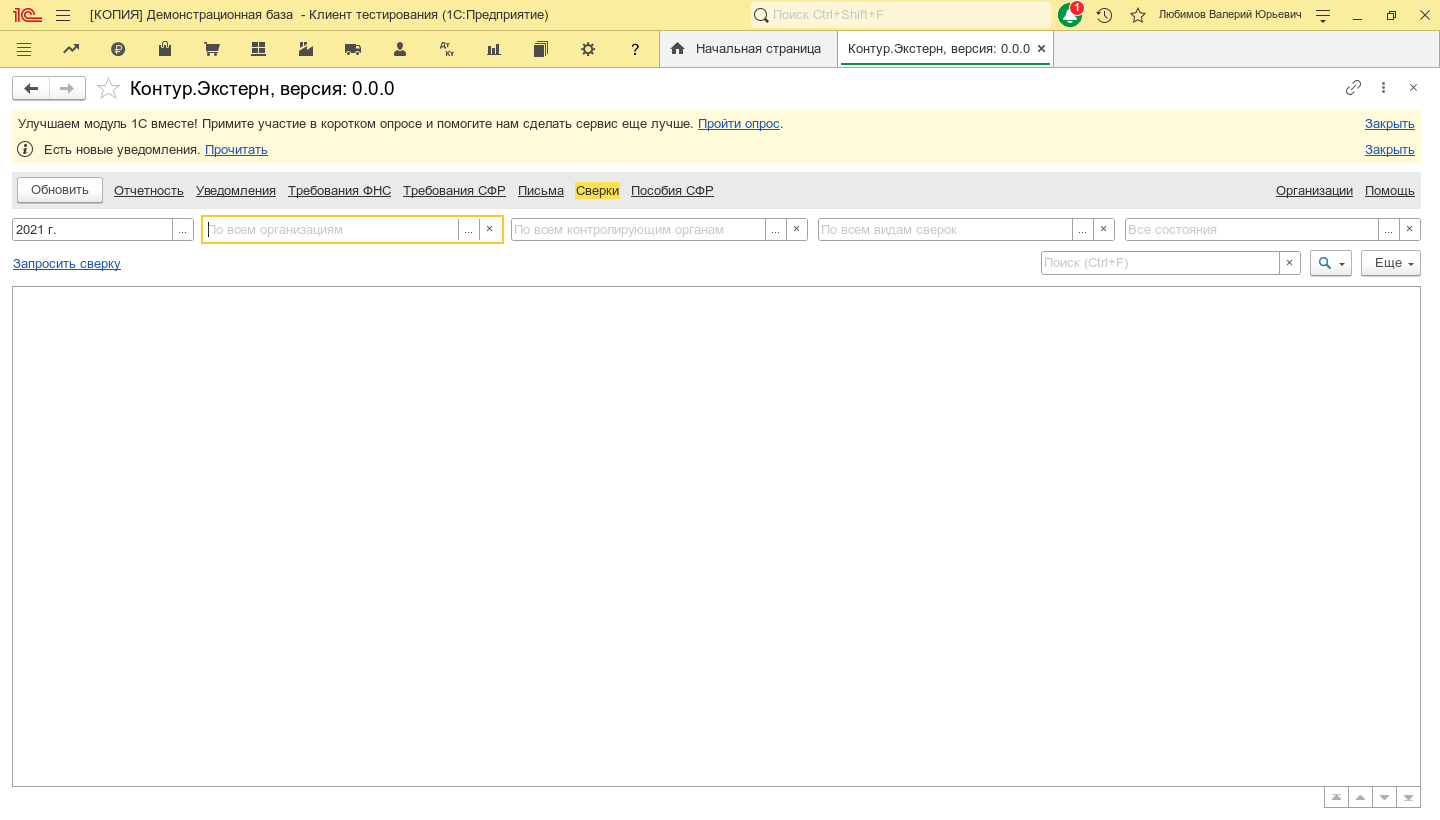 1С [КОПИЯ] Демонстрационная база - Клиент тестирования (1С:Предприятие) Поиск Ctrl+Shift+F 1 Любимов Валерий Юрьевич
Дт Кт ? Начальная страница Контур.Экстерн, версия: 0.0.0
Контур.Экстерн, версия: 0.0.0
Улучшаем модуль 1С вместе! Примите участие в коротком опросе и помогите нам сделать сервис еще лучше. Пройти опрос. Закрыть
Есть новые уведомления. Прочитать Закрыть
Обновить Отчетность Уведомления Требования ФНС Требования СФР Письма Сверки Пособия СФР Организации Помощь
2021 г. ... По всем организациям ... × По всем контролирующим органам ... × По всем видам сверок ... × Все состояния ... ×
Запросить сверку Поиск (Ctrl+F) × Еще